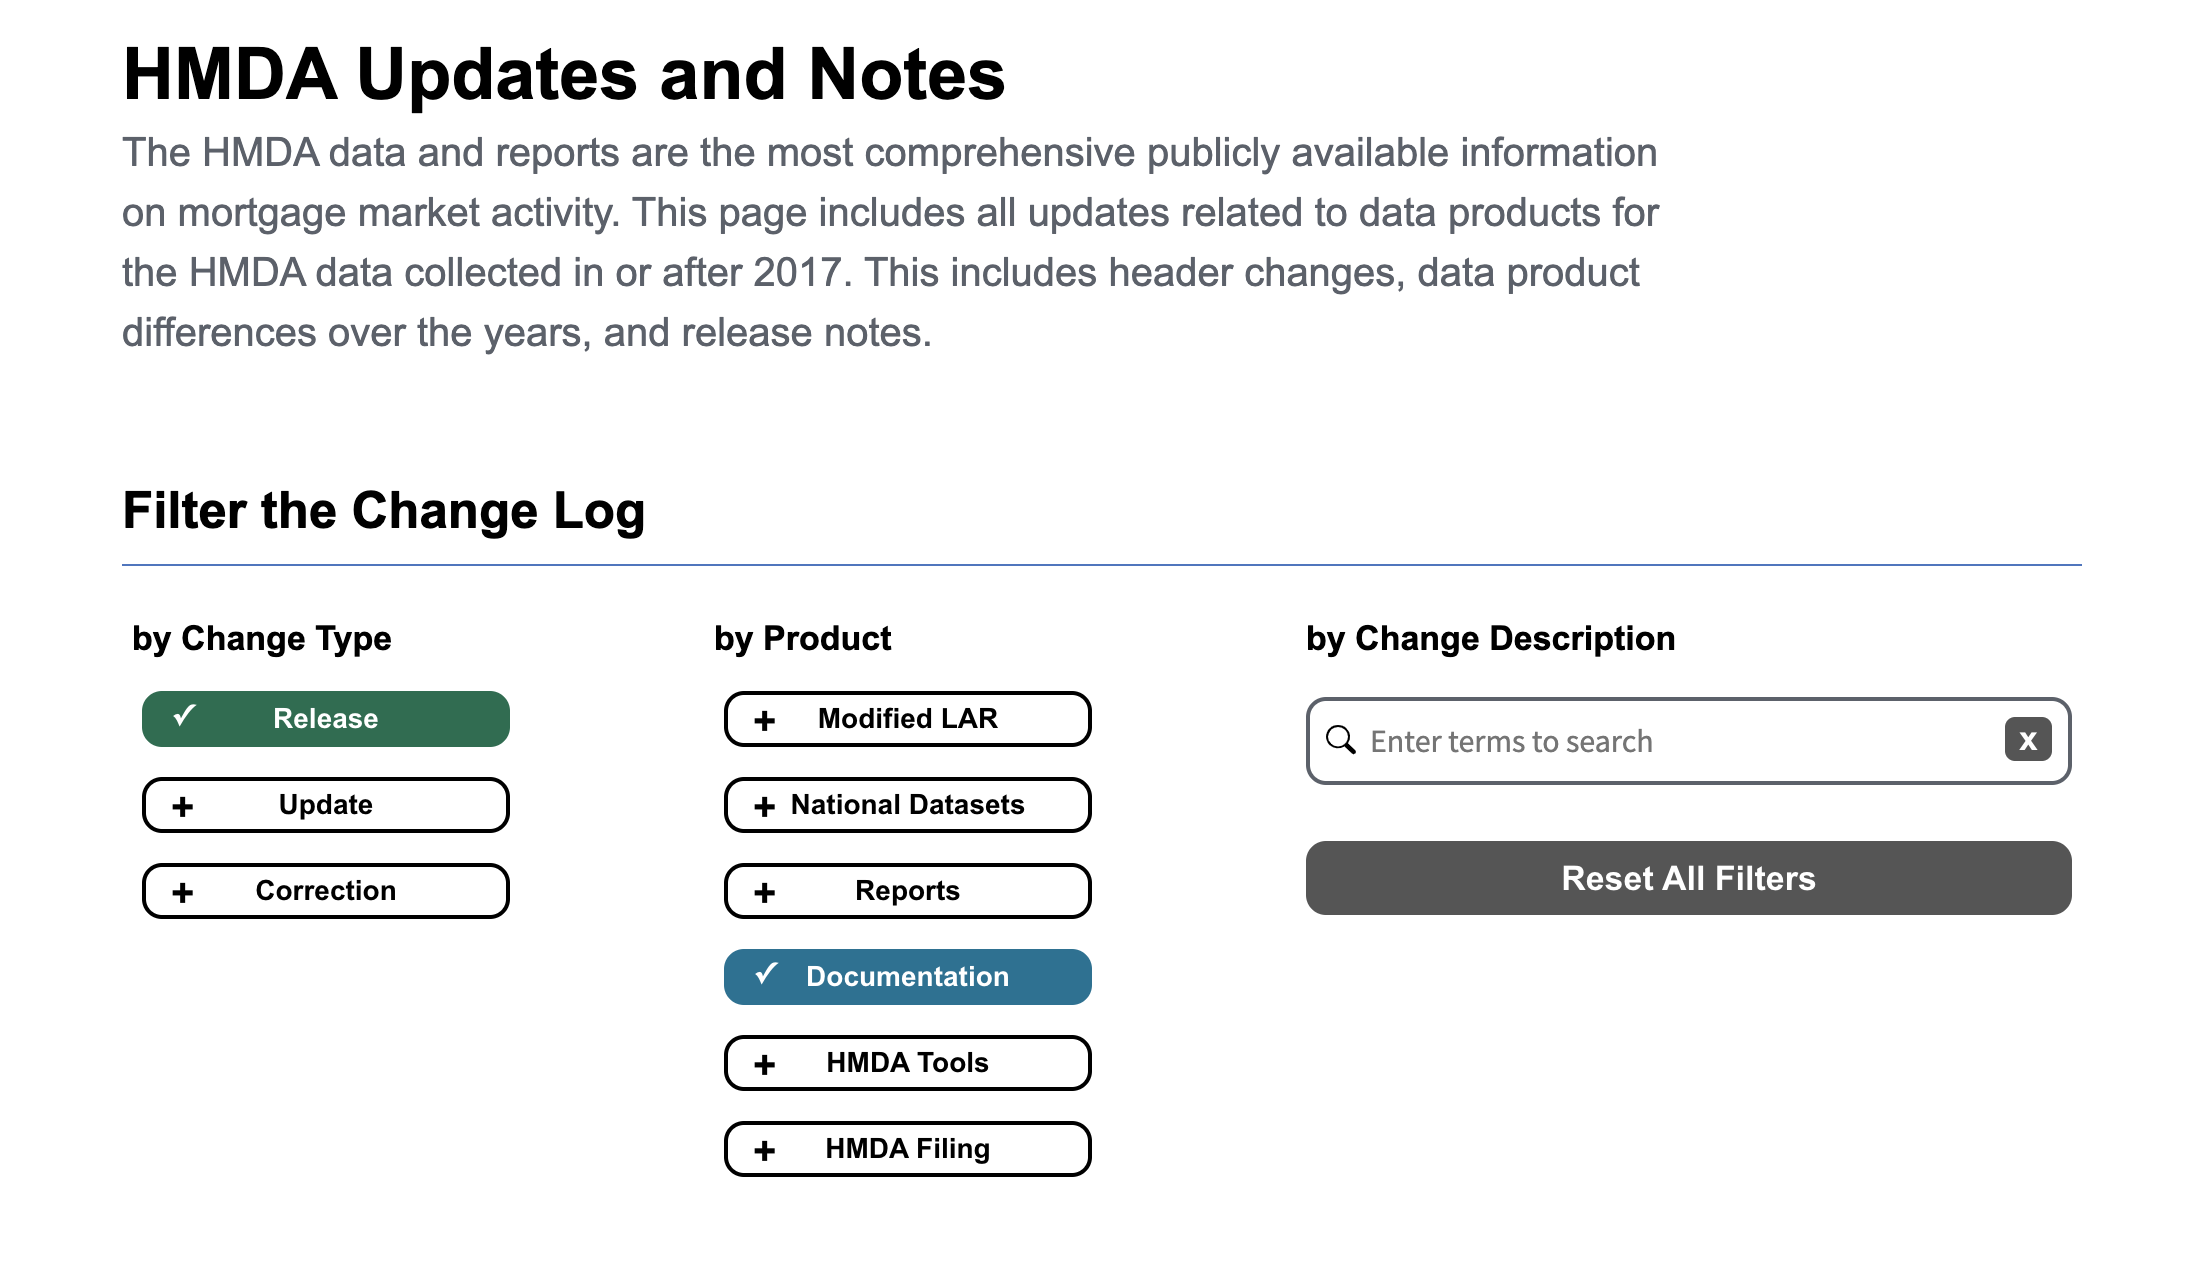 HMDA Updates and Notes
The HMDA data and reports are the most comprehensive publicly available information
on mortgage market activity. This page includes all updates related to data products for
the HMDA data collected in or after 2017. This includes header changes, data product
differences over the years, and release notes.
Filter the Change Log
by Change Type
✓ Release
+ Update
+ Correction
by Product
+ Modified LAR
+ National Datasets
+ Reports
✓ Documentation
+ HMDA Tools
+ HMDA Filing
by Change Description
Enter terms to search
x
Reset All Filters